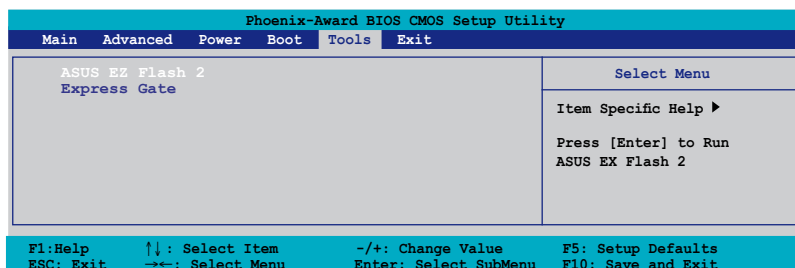 Phoenix-Award BIOS CMOS Setup Utility
Main Advanced Power Boot Tools Exit
ASUS EZ Flash 2
Express Gate
Select Menu
Item Specific Help ▶
Press [Enter] to Run
ASUS EX Flash 2
F1:Help ↑↓: Select Item -/+: Change Value F5: Setup Defaults
ESC: Exit →←: Select Menu Enter: Select SubMenu F10: Save and Exit